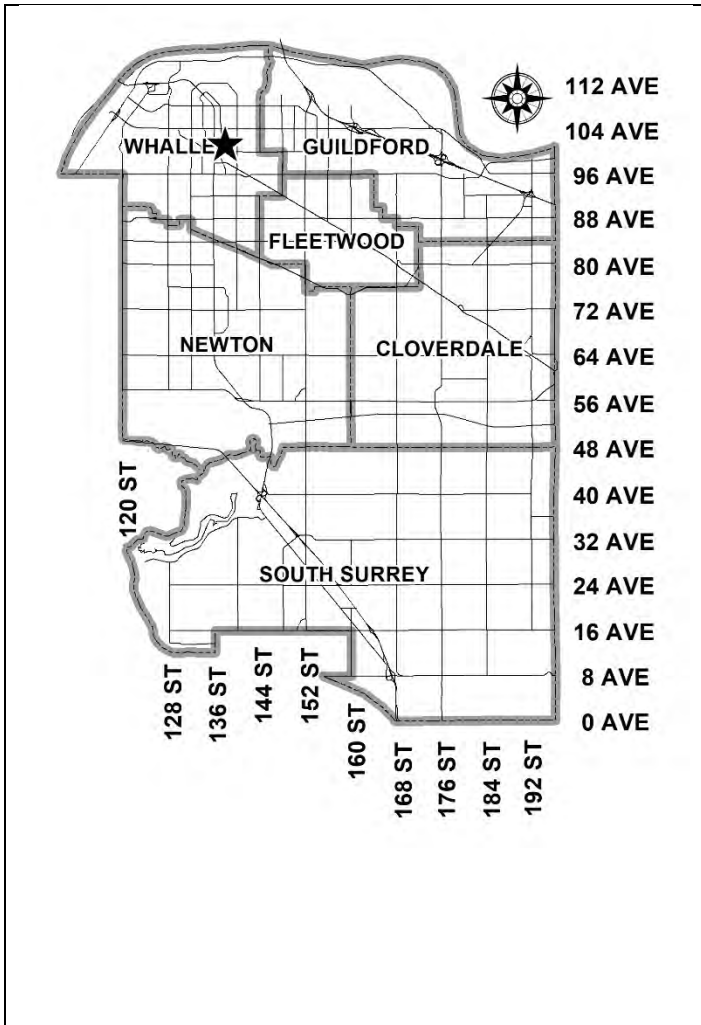 112 AVE
104 AVE
WHALLE
GUILDFORD
96 AVE
88 AVE
FLEETWOOD
80 AVE
72 AVE
NEWTON
CLOVERDALE
64 AVE
56 AVE
48 AVE
120 ST
40 AVE
32 AVE
SOUTH SURREY
24 AVE
16 AVE
8 AVE
128 ST
136 ST
144 ST
152 ST
160 ST
0 AVE
168 ST
176 ST
184 ST
192 ST